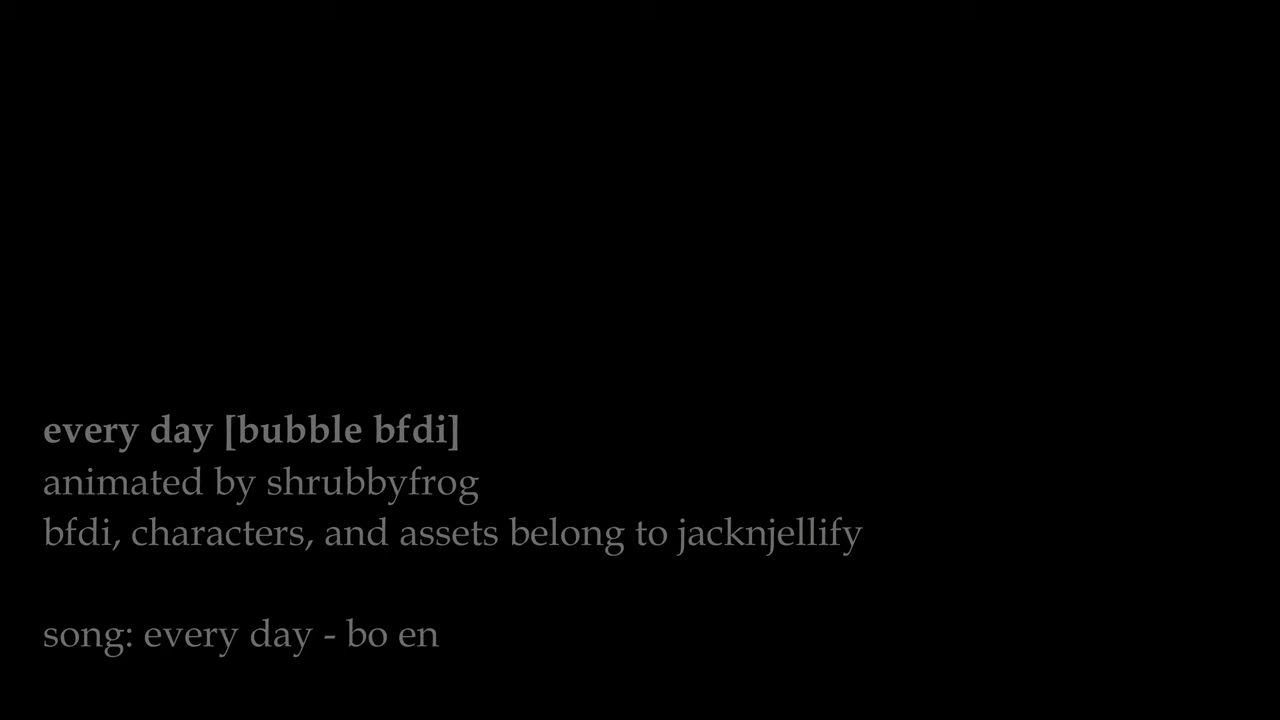 every day [bubble bfdi]
animated by shrubbyfrog
bfdi, characters, and assets belong to jacknjellify
song: every day - bo en